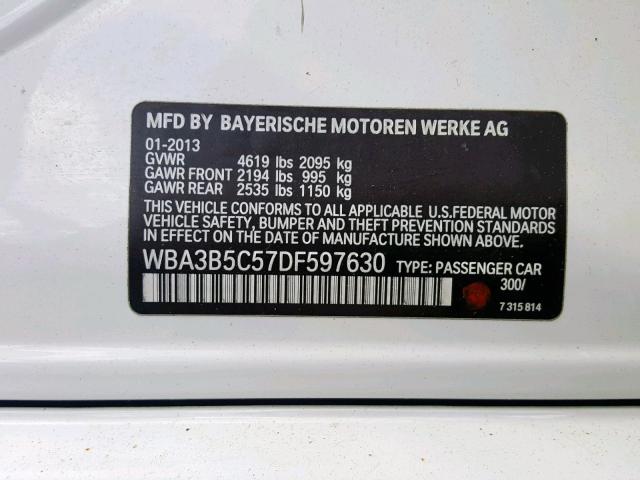 MFD BY BAYERISCHE MOTOREN WERKE AG
01-2013
GVWR 4619 lbs 2095 kg
GAWR FRONT 2194 lbs 995 kg
GAWR REAR 2535 lbs 1150 kg
THIS VEHICLE CONFORMS TO ALL APPLICABLE U.S.FEDERAL MOTOR
VEHICLE SAFETY, BUMPER AND THEFT PREVENTION STANDARDS
IN EFFECT ON THE DATE OF MANUFACTURE SHOWN ABOVE.
WBA3B5C57DF597630 TYPE: PASSENGER CAR
300/
7 315 814